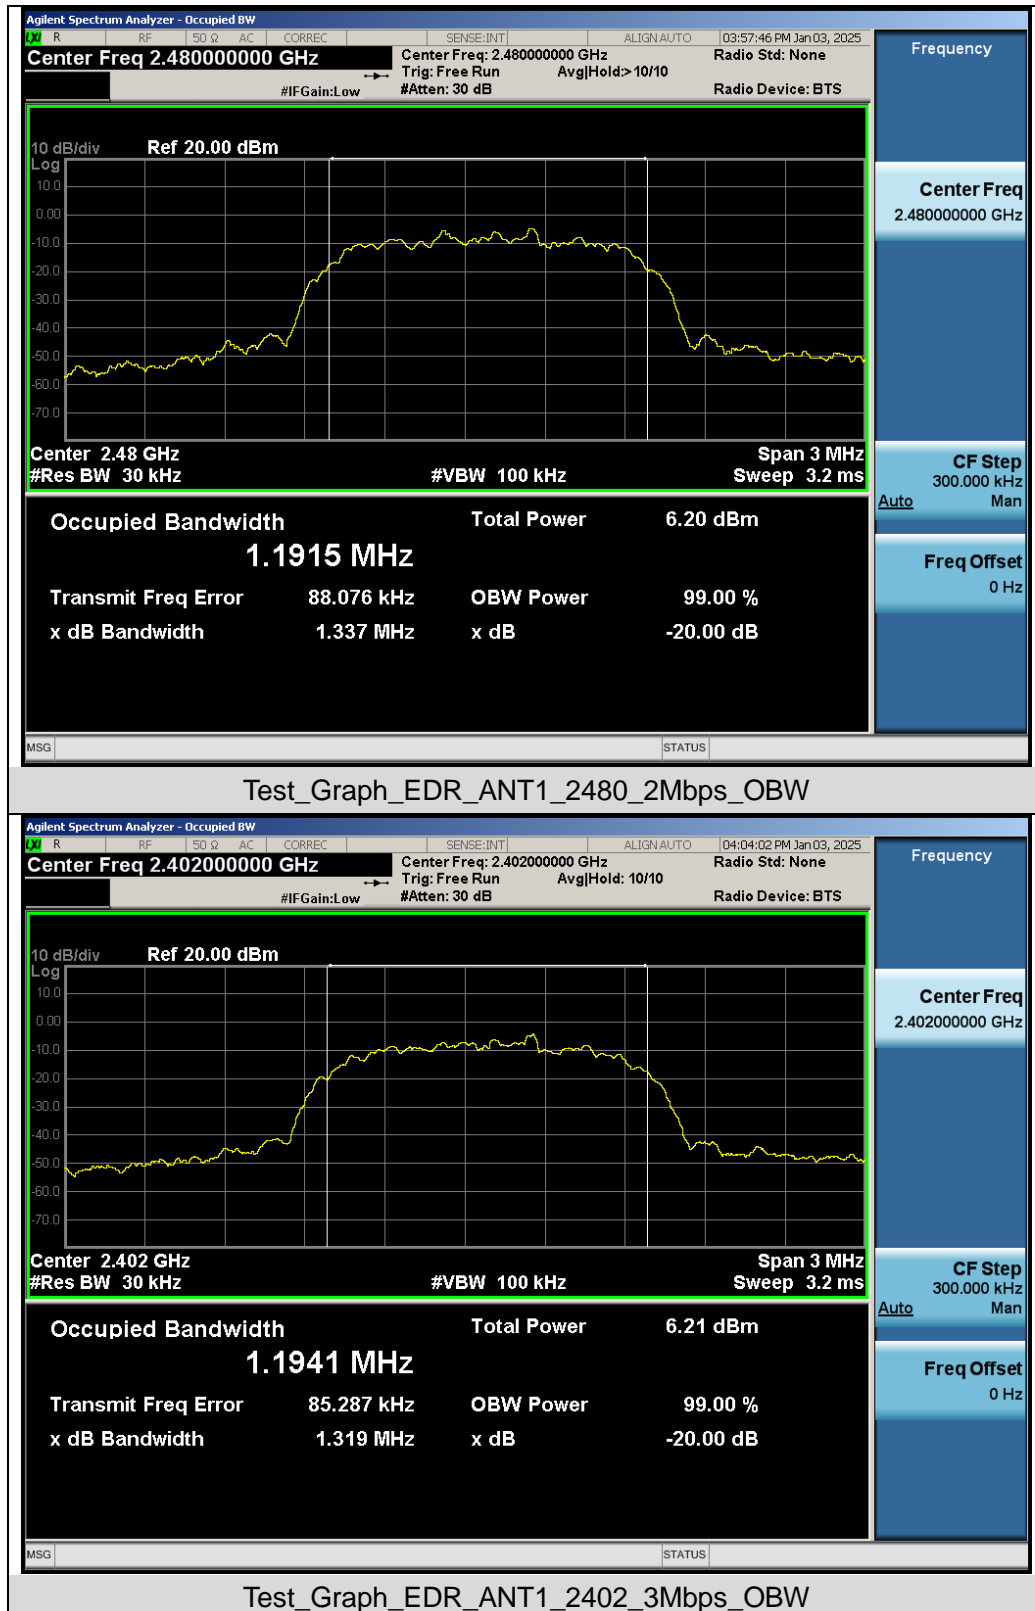 Agilent Spectrum Analyzer - Occupied BW
LXI R RF 50 Ω AC CORREC SENSE:INT ALIGN AUTO 03:57:46 PM Jan 03, 2025
Center Freq 2.480000000 GHz Center Freq: 2.480000000 GHz Radio Std: None
Trig: Free Run Avg|Hold:> 10/10
#IFGain:Low #Atten: 30 dB Radio Device: BTS
Frequency
10 dB/div Ref 20.00 dBm
Log
10.0
0.00
-10.0
-20.0
-30.0
-40.0
-50.0
-60.0
-70.0
Center Freq
2.480000000 GHz
Center 2.48 GHz Span 3 MHz
#Res BW 30 kHz #VBW 100 kHz Sweep 3.2 ms
CF Step
300.000 kHz
Auto Man
Occupied Bandwidth Total Power 6.20 dBm
1.1915 MHz
Transmit Freq Error 88.076 kHz OBW Power 99.00 %
x dB Bandwidth 1.337 MHz x dB -20.00 dB
Freq Offset
0 Hz
MSG STATUS
Test_Graph_EDR_ANT1_2480_2Mbps_OBW
Agilent Spectrum Analyzer - Occupied BW
LXI R RF 50 Ω AC CORREC SENSE:INT ALIGN AUTO 04:04:02 PM Jan 03, 2025
Center Freq 2.402000000 GHz Center Freq: 2.402000000 GHz Radio Std: None
Trig: Free Run Avg|Hold: 10/10
#IFGain:Low #Atten: 30 dB Radio Device: BTS
Frequency
10 dB/div Ref 20.00 dBm
Log
10.0
0.00
-10.0
-20.0
-30.0
-40.0
-50.0
-60.0
-70.0
Center Freq
2.402000000 GHz
Center 2.402 GHz Span 3 MHz
#Res BW 30 kHz #VBW 100 kHz Sweep 3.2 ms
CF Step
300.000 kHz
Auto Man
Occupied Bandwidth Total Power 6.21 dBm
1.1941 MHz
Transmit Freq Error 85.287 kHz OBW Power 99.00 %
x dB Bandwidth 1.319 MHz x dB -20.00 dB
Freq Offset
0 Hz
MSG STATUS
Test_Graph_EDR_ANT1_2402_3Mbps_OBW